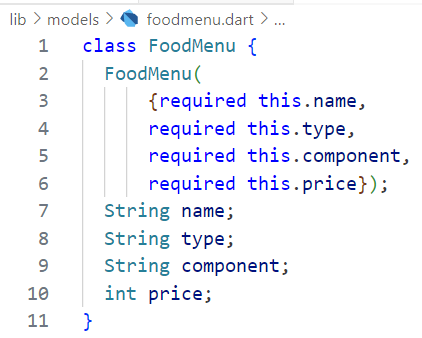 lib > models > foodmenu.dart > ...
1 class FoodMenu {
2 FoodMenu(
3 {required this.name,
4 required this.type,
5 required this.component,
6 required this.price});
7 String name;
8 String type;
9 String component;
10 int price;
11 }